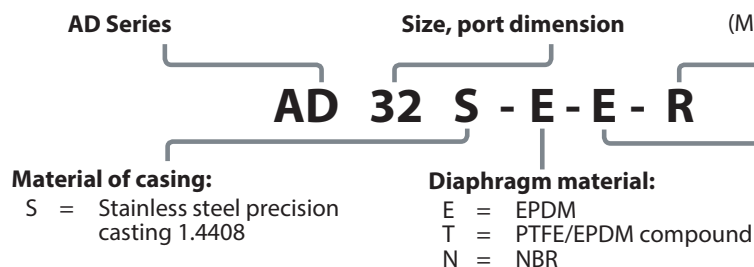 AD Series
Size, port dimension
(M
AD 32 S - E - E - R
Material of casing:
S = Stainless steel precision
casting 1.4408
Diaphragm material:
E = EPDM
T = PTFE/EPDM compound
N = NBR